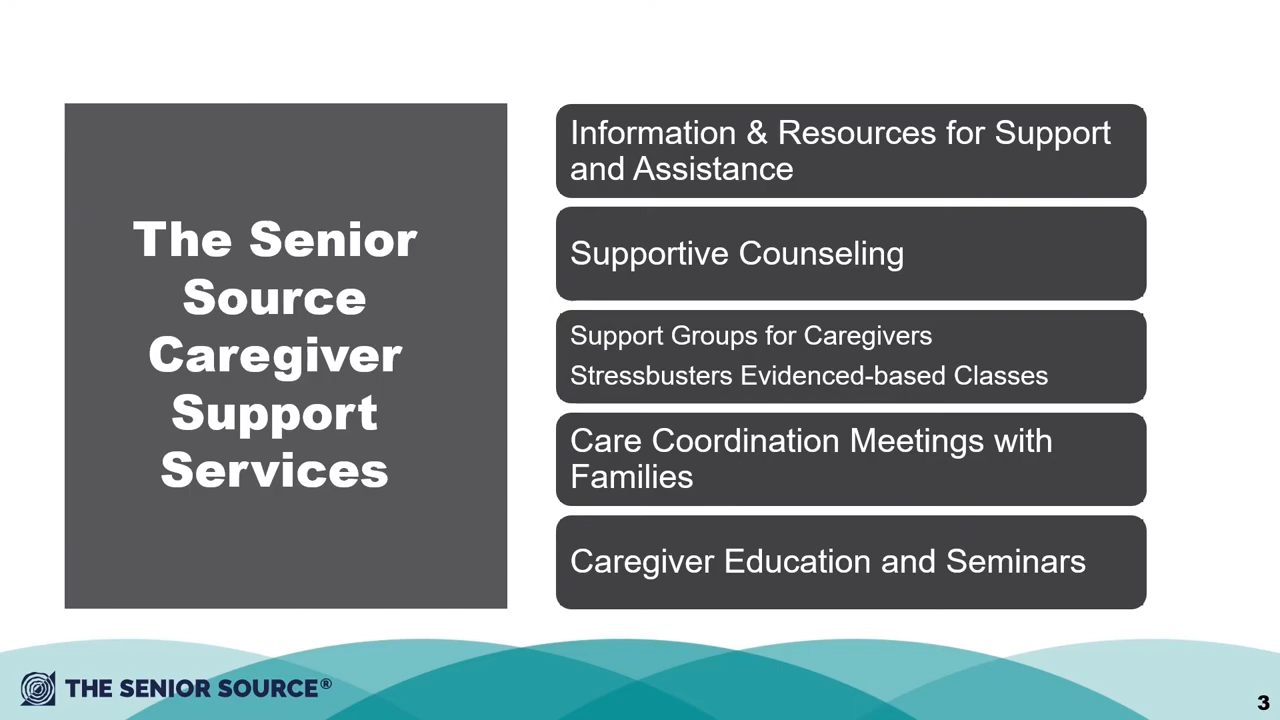 The Senior
Source
Caregiver
Support
Services
Information & Resources for Support
and Assistance
Supportive Counseling
Support Groups for Caregivers
Stressbusters Evidenced-based Classes
Care Coordination Meetings with
Families
Caregiver Education and Seminars
THE SENIOR SOURCE®
3